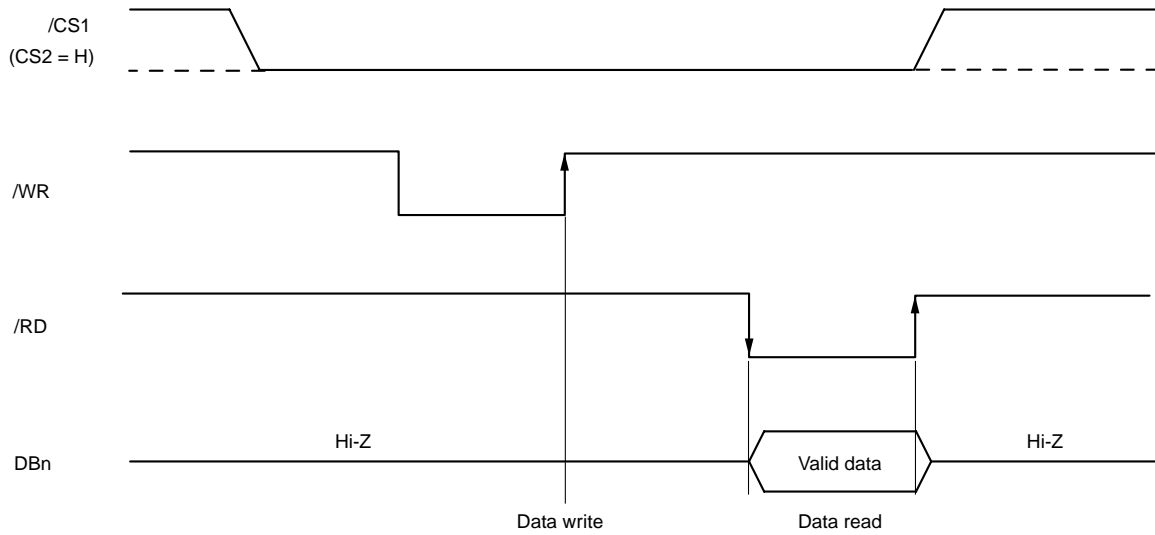 /CS1
(CS2 = H)
/WR
/RD
Hi-Z
Hi-Z
DBn
Valid data
Data write
Data read